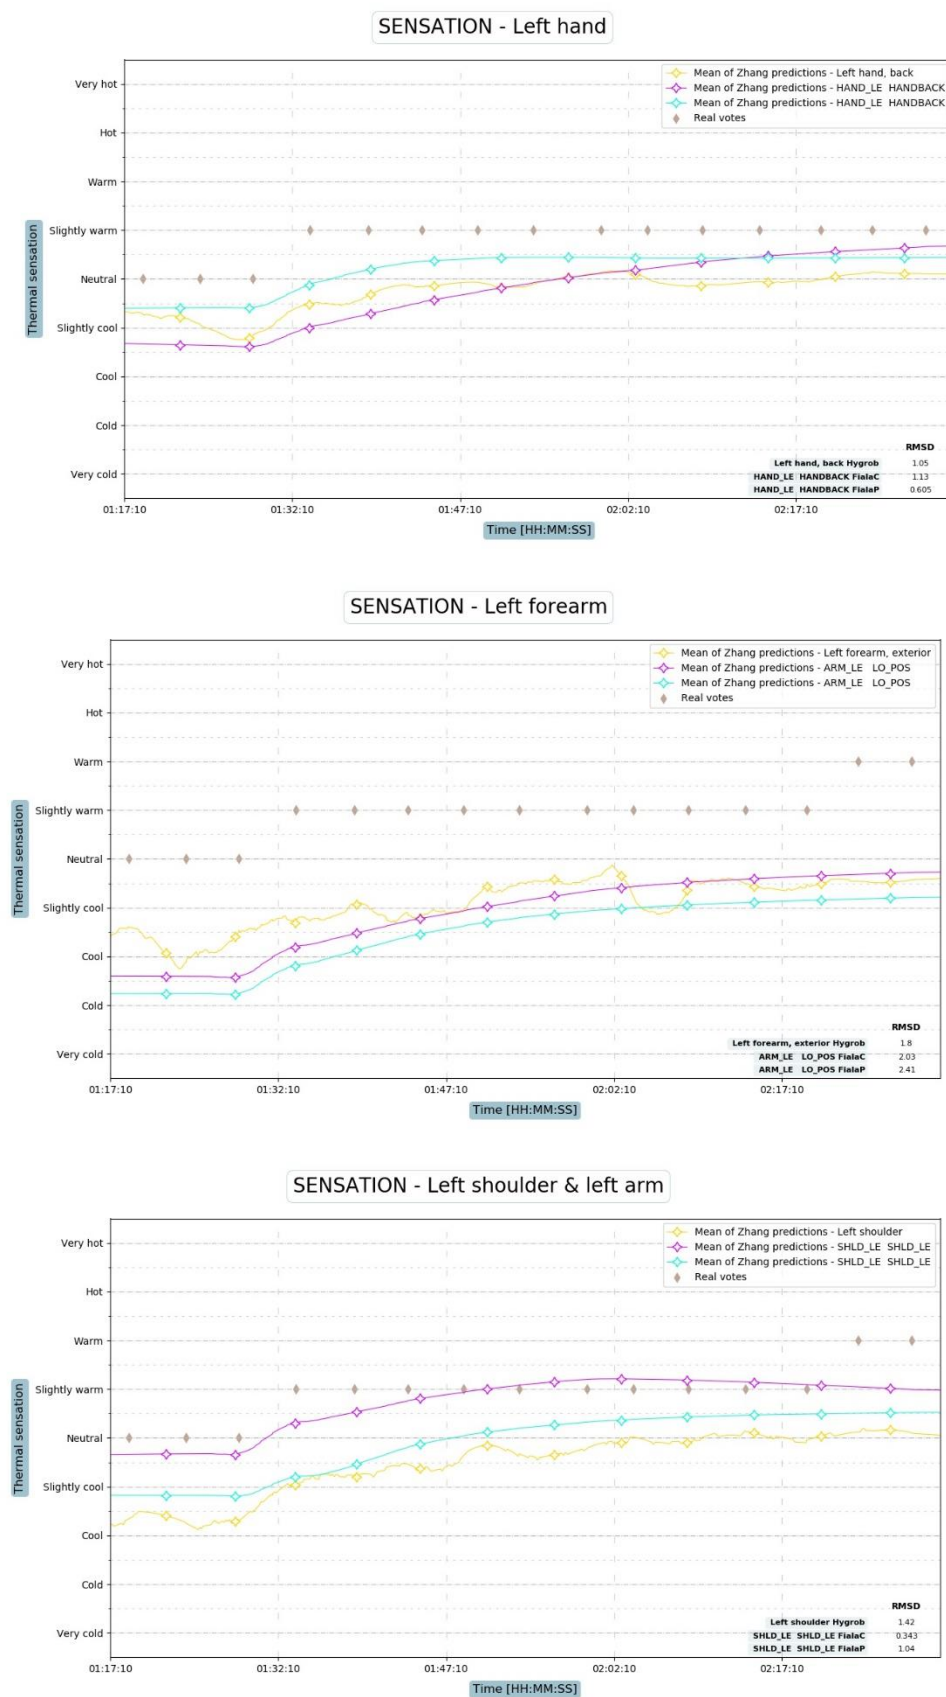 SENSATION - Left hand
Very hot
Hot
Warm
Slightly warm
Neutral
Slightly cool
Cool
Cold
Very cold
Thermal sensation
Mean of Zhang predictions - Left hand, back
Mean of Zhang predictions - HAND_LE HANDBACK
Mean of Zhang predictions - HAND_LE HANDBACK
Real votes
RMSD
Left hand, back Hygrob 1.05
HAND_LE HANDBACK FialaC 1.13
HAND_LE HANDBACK FialaP 0.605
01:17:10 01:32:10 01:47:10 02:02:10 02:17:10
Time [HH:MM:SS]
SENSATION - Left forearm
Very hot
Hot
Warm
Slightly warm
Neutral
Slightly cool
Cool
Cold
Very cold
Thermal sensation
Mean of Zhang predictions - Left forearm, exterior
Mean of Zhang predictions - ARM_LE LO_POS
Mean of Zhang predictions - ARM_LE LO_POS
Real votes
RMSD
Left forearm, exterior Hygrob 1.8
ARM_LE LO_POS FialaC 2.03
ARM_LE LO_POS FialaP 2.41
01:17:10 01:32:10 01:47:10 02:02:10 02:17:10
Time [HH:MM:SS]
SENSATION - Left shoulder & left arm
Very hot
Hot
Warm
Slightly warm
Neutral
Slightly cool
Cool
Cold
Very cold
Thermal sensation
Mean of Zhang predictions - Left shoulder
Mean of Zhang predictions - SHLD_LE SHLD_LE
Mean of Zhang predictions - SHLD_LE SHLD_LE
Real votes
RMSD
Left shoulder Hygrob 1.42
SHLD_LE SHLD_LE FialaC 0.343
SHLD_LE SHLD_LE FialaP 1.04
01:17:10 01:32:10 01:47:10 02:02:10 02:17:10
Time [HH:MM:SS]